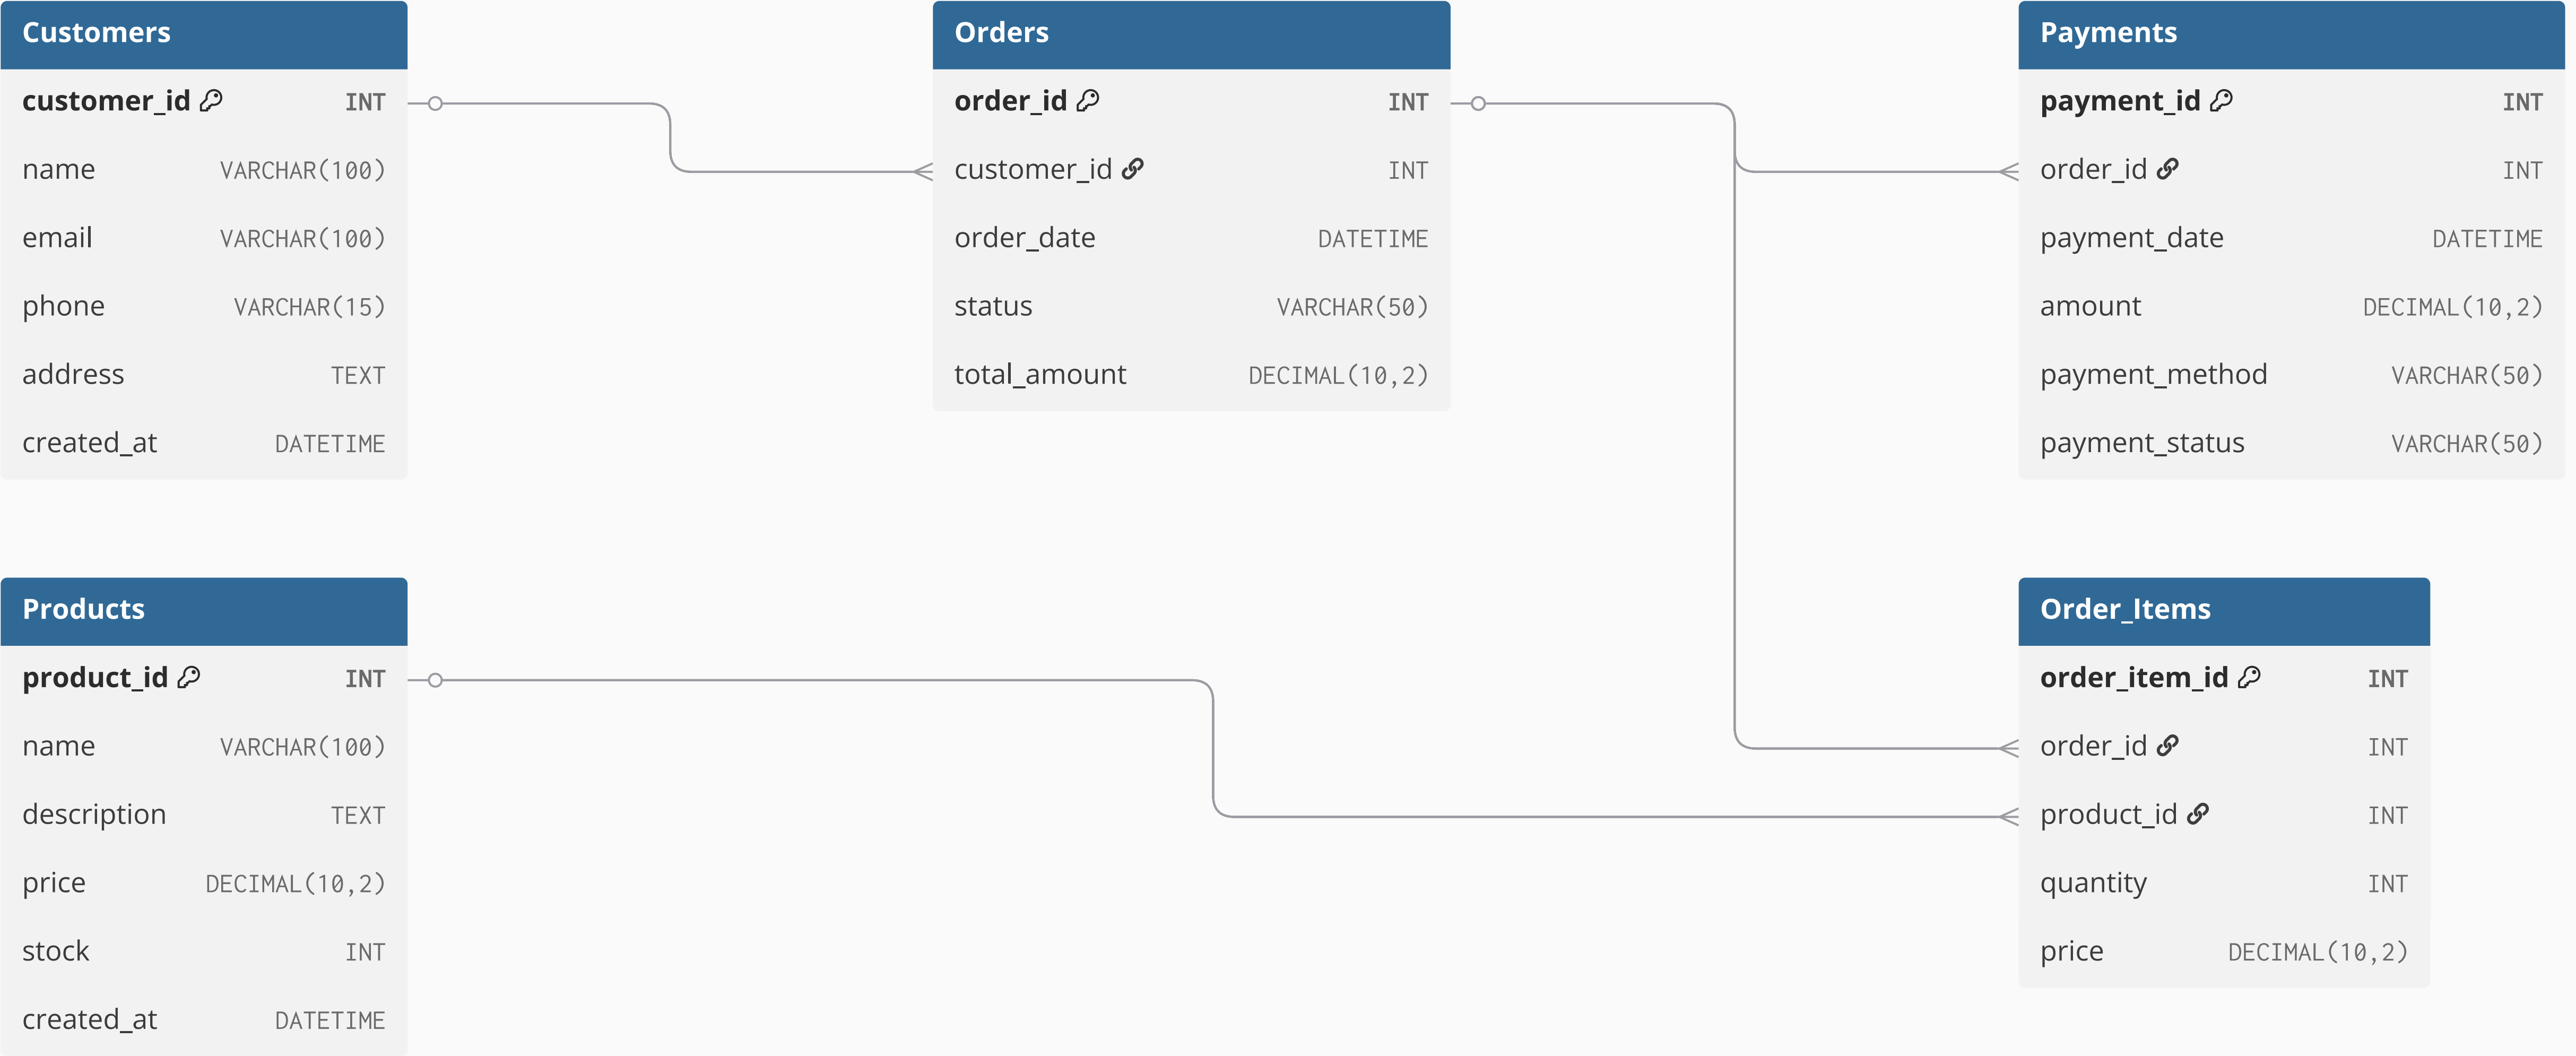 Customers
customer_id INT
name VARCHAR(100)
email VARCHAR(100)
phone VARCHAR(15)
address TEXT
created_at DATETIME
Orders
order_id INT
customer_id INT
order_date DATETIME
status VARCHAR(50)
total_amount DECIMAL(10,2)
Payments
payment_id INT
order_id INT
payment_date DATETIME
amount DECIMAL(10,2)
payment_method VARCHAR(50)
payment_status VARCHAR(50)
Products
product_id INT
name VARCHAR(100)
description TEXT
price DECIMAL(10,2)
stock INT
created_at DATETIME
Order_Items
order_item_id INT
order_id INT
product_id INT
quantity INT
price DECIMAL(10,2)